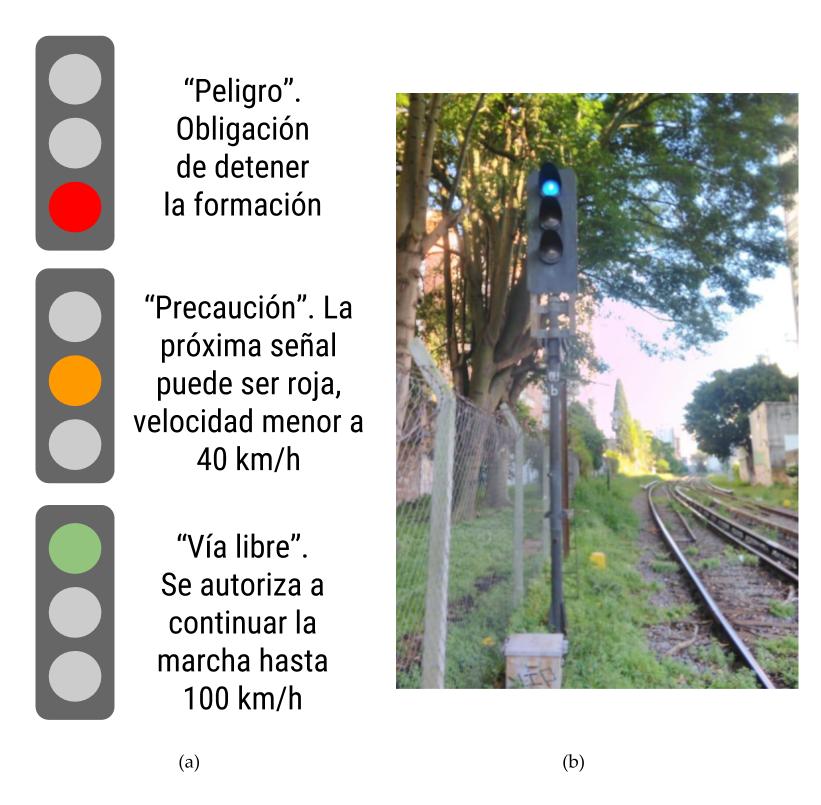 “Peligro”.
Obligación
de detener
la formación
“Precaución”. La
próxima señal
puede ser roja,
velocidad menor a
40 km/h
“Vía libre”.
Se autoriza a
continuar la
marcha hasta
100 km/h
(a)
(b)